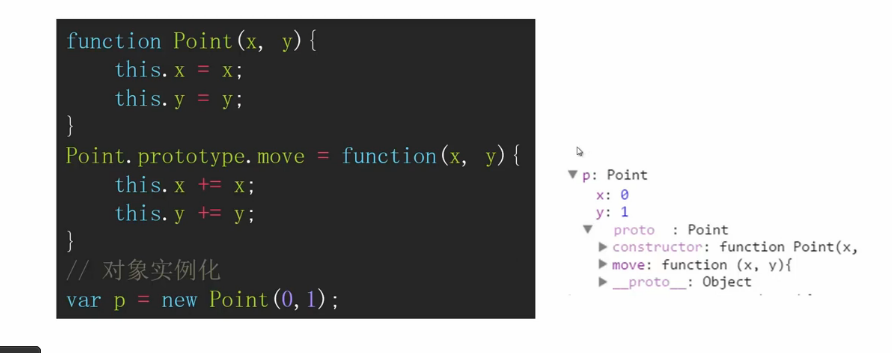 function Point(x, y){
    this.x = x;
    this.y = y;
}
Point.prototype.move = function(x, y){
    this.x += x;
    this.y += y;
}
// 对象实例化
var p = new Point(0,1);
p: Point
x: 0
y: 1
proto : Point
constructor: function Point(x,
move: function (x, y){
__proto__: Object